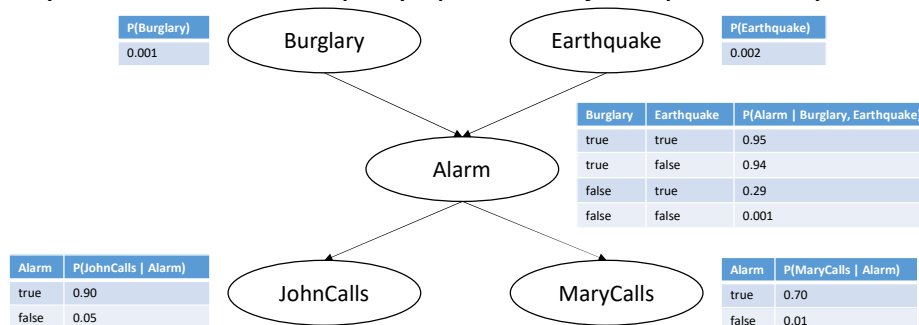 P(Burglary)
0.001
Burglary
Earthquake
P(Earthquake)
0.002
Burglary Earthquake P(Alarm | Burglary, Earthquake)
true true 0.95
true false 0.94
false true 0.29
false false 0.001
Alarm
Alarm P(JohnCalls | Alarm)
true 0.90
false 0.05
JohnCalls
MaryCalls
Alarm P(MaryCalls | Alarm)
true 0.70
false 0.01